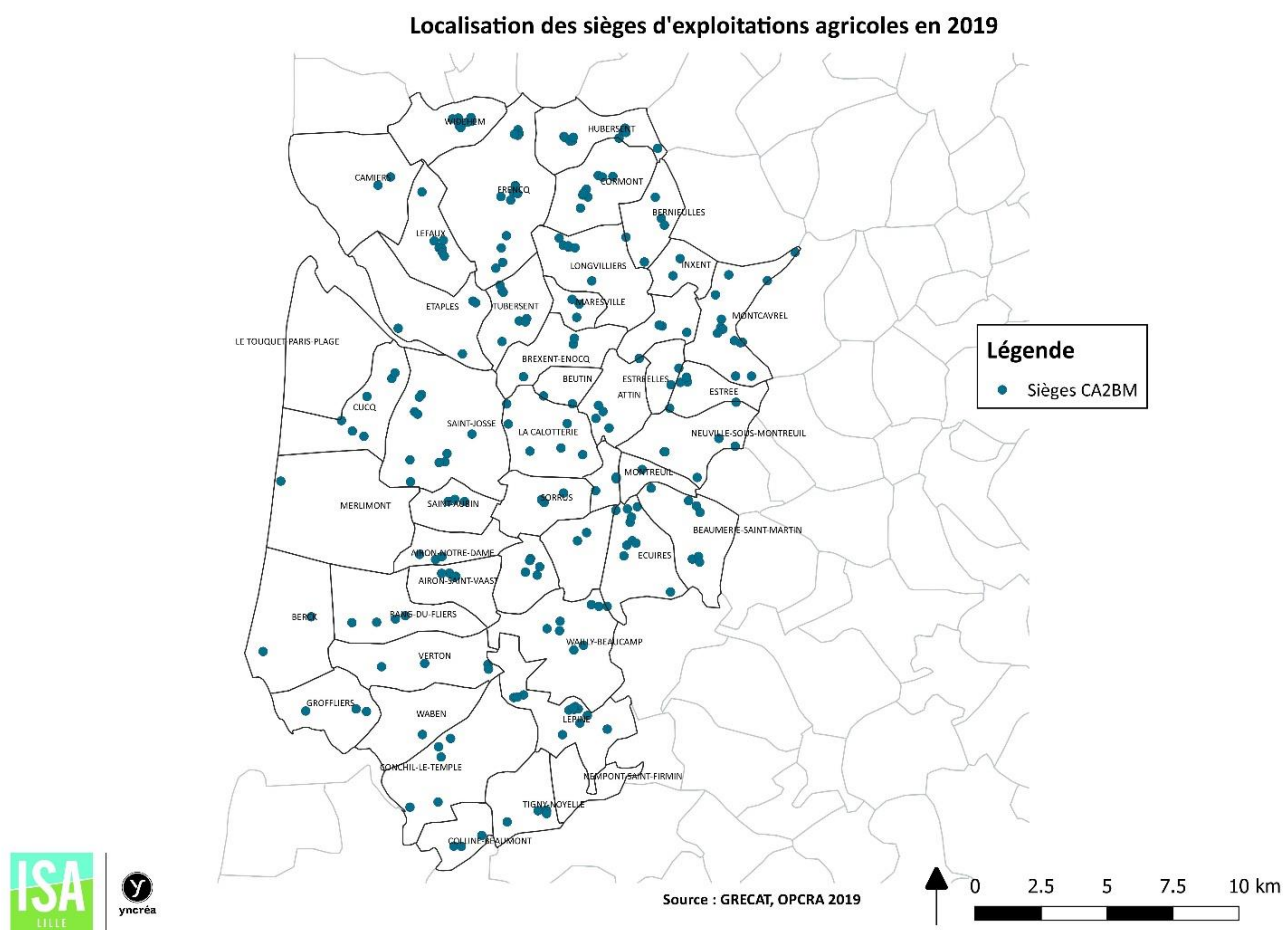 Localisation des sièges d'exploitations agricoles en 2019
WIDEHEM
HUBERSENT
CAMIERS
FRENCQ
CORMONT
BERNIEULLES
LEFAUX
LONGVILLIERS
INXENT
ETAPLES
TUBERSENT
MARESVILLE
MONTCAVREL
LE TOUQUET-PARIS-PLAGE
BREXENT-ENOCQ
BEUTIN
ESTREELLES
ATTIN
ESTREE
CUCQ
SAINT-JOSSE
LA CALOTTERIE
NEUVILLE-SOUS-MONTREUIL
MONTREUIL
MERLIMONT
SAINT-AUBIN
SORRUS
BEAUMERIE-SAINT-MARTIN
AIRON-NOTRE-DAME
ECUIRES
AIRON-SAINT-VAAST
BERCK
RANG-DU-FLIERS
WAILLY-BEAUCAMP
VERTON
GROFFLIERS
WABEN
LEPINE
CONCHIL-LE-TEMPLE
NEMPONT-SAINT-FIRMIN
TIGNY-NOYELLE
COLLINE-BEAUMONT
Légende
Sièges CA2BM
ISA
LILLE
yncréa
Source : GRECAT, OPCRA 2019
0 2.5 5 7.5 10 km